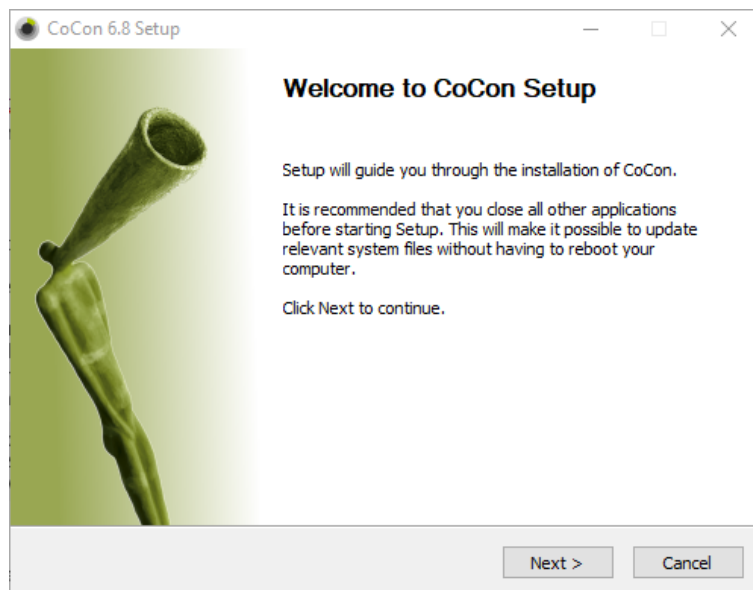 CoCon 6.8 Setup
Welcome to CoCon Setup
Setup will guide you through the installation of CoCon.
It is recommended that you close all other applications
before starting Setup. This will make it possible to update
relevant system files without having to reboot your
computer.
Click Next to continue.
Next >
Cancel